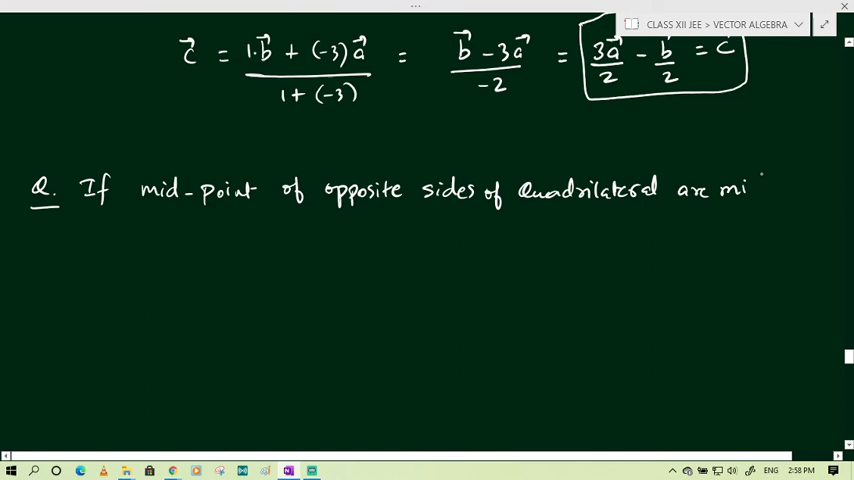 CLASS XII JEE > VECTOR ALGEBRA
c⃗ = (1·b⃗ + (-3)a⃗)/(1 + (-3)) = (b⃗ - 3a⃗)/(-2) = 3a⃗/2 - b⃗/2 = c⃗
Q. If mid-point of opposite sides of Quadrilateral are mi
ENG 2:58 PM